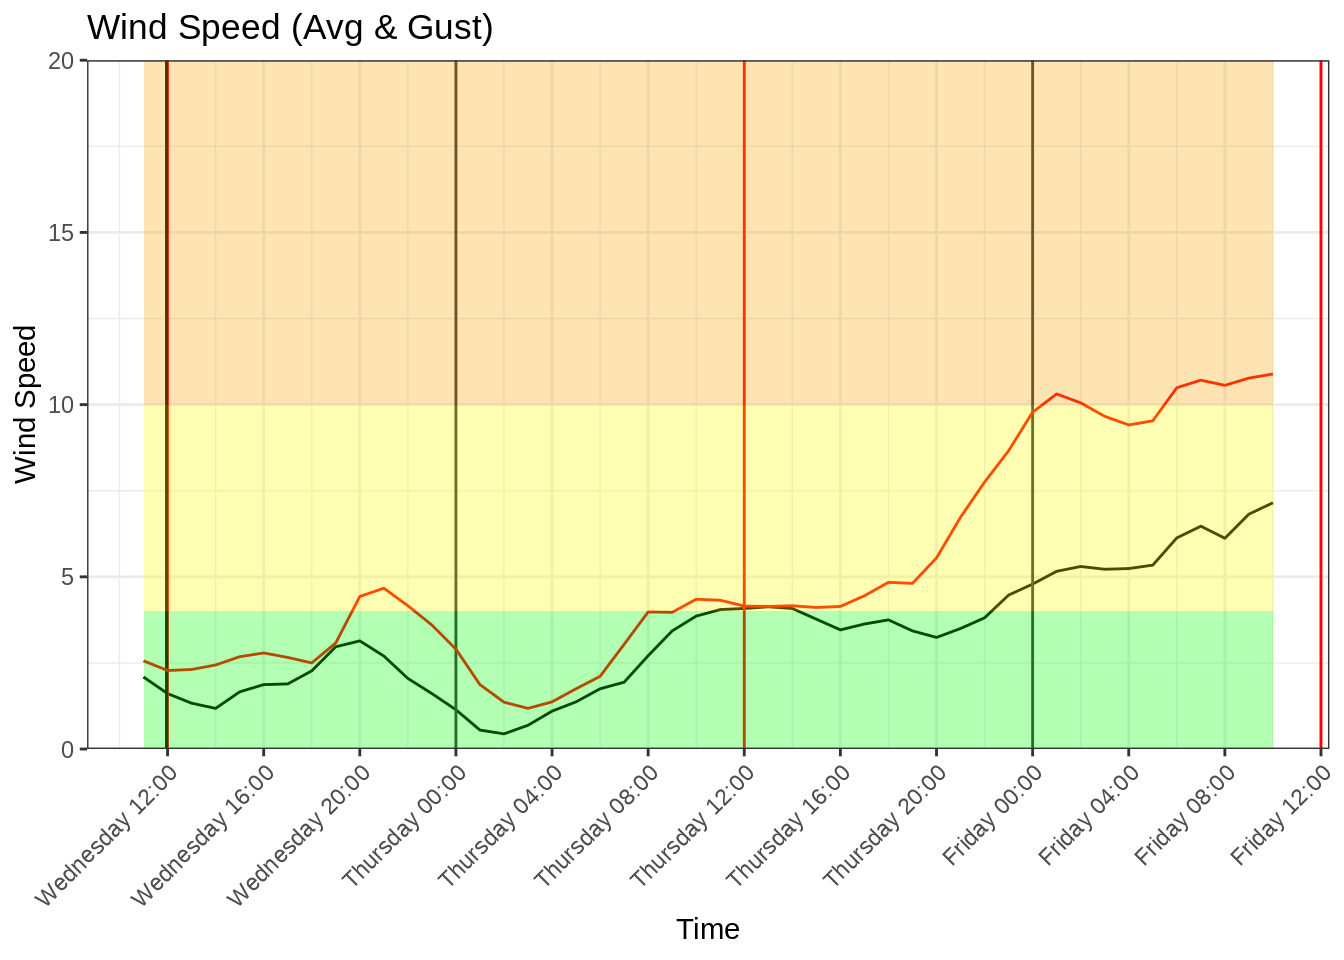 Wind Speed (Avg & Gust)
20
15
10
5
0
Wind Speed
Wednesday 12:00
Wednesday 16:00
Wednesday 20:00
Thursday 00:00
Thursday 04:00
Thursday 08:00
Thursday 12:00
Thursday 16:00
Thursday 20:00
Friday 00:00
Friday 04:00
Friday 08:00
Friday 12:00
Time